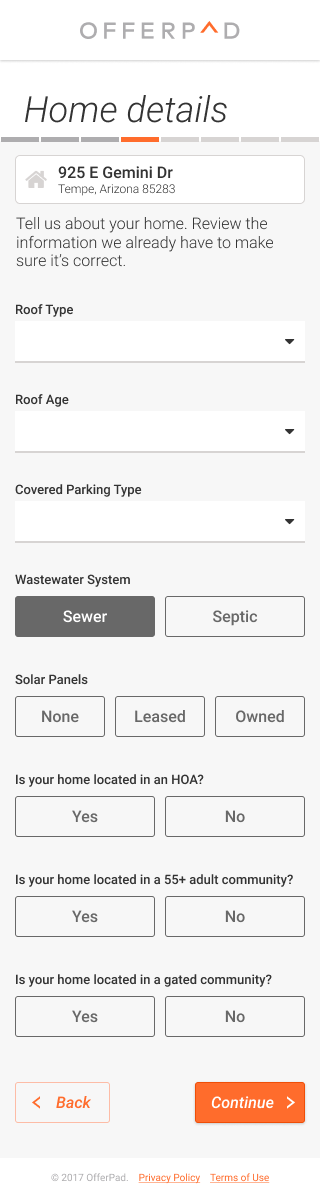 OFFERPAD
Home details
925 E Gemini Dr
Tempe, Arizona 85283
Tell us about your home. Review the
information we already have to make
sure it's correct.
Roof Type
Roof Age
Covered Parking Type
Wastewater System
Sewer Septic
Solar Panels
None Leased Owned
Is your home located in an HOA?
Yes No
Is your home located in a 55+ adult community?
Yes No
Is your home located in a gated community?
Yes No
Back Continue
© 2017 OfferPad. Privacy Policy Terms of Use